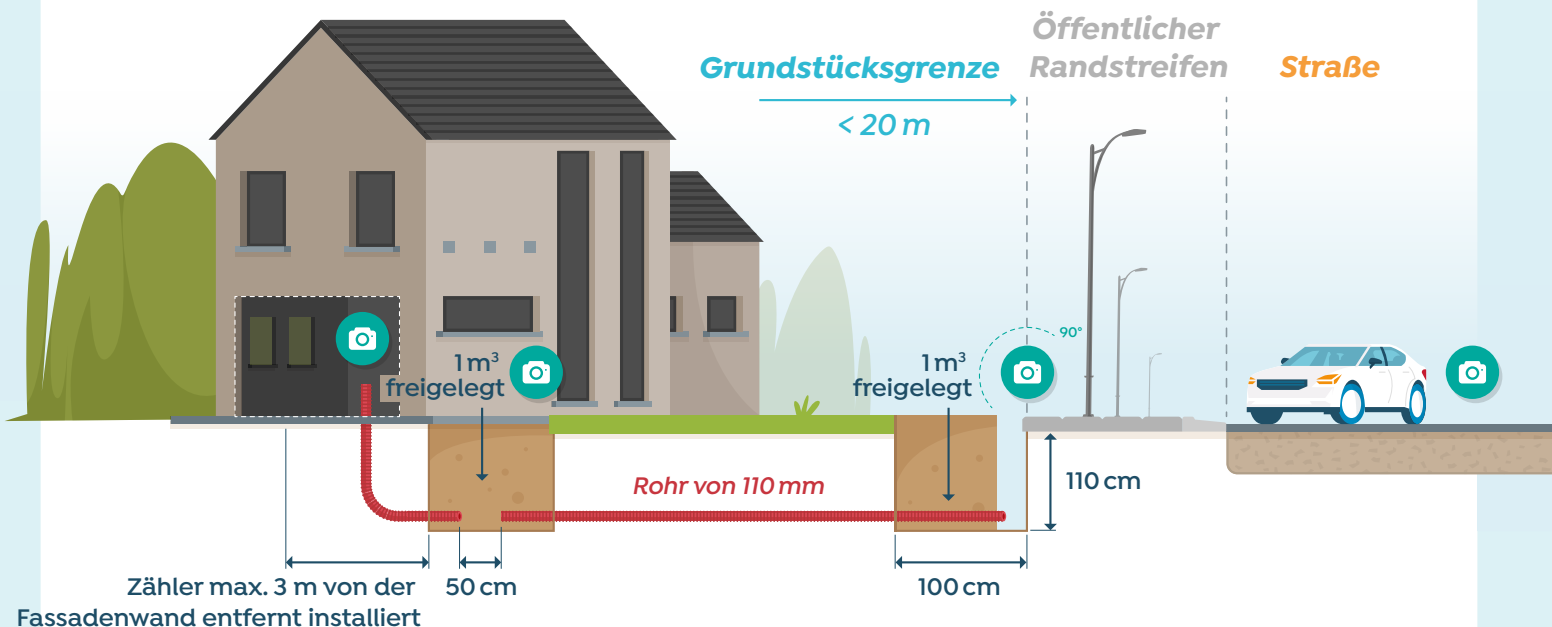 Öffentlicher
Randstreifen
Grundstücksgrenze
Straße
< 20 m
90°
1 m³
freigelegt
1 m³
freigelegt
Rohr von 110 mm
110 cm
Zähler max. 3 m von der
Fassadenwand entfernt installiert
50 cm
100 cm